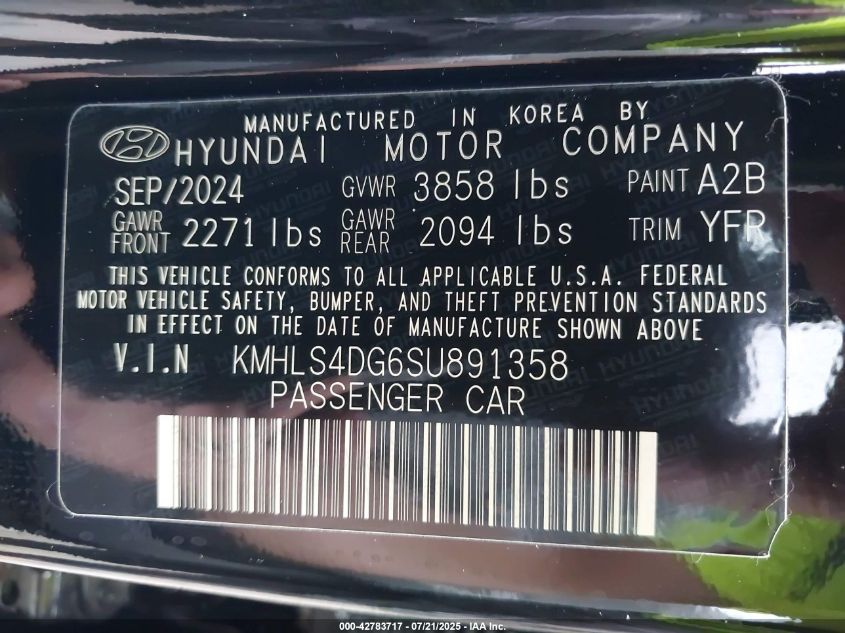 MANUFACTURED IN KOREA BY
HYUNDAI MOTOR COMPANY
SEP/2024 GVWR 3858 lbs PAINT A2B
GAWR FRONT 2271 lbs GAWR REAR 2094 lbs TRIM YFR
THIS VEHICLE CONFORMS TO ALL APPLICABLE U.S.A. FEDERAL
MOTOR VEHICLE SAFETY, BUMPER, AND THEFT PREVENTION STANDARDS
IN EFFECT ON THE DATE OF MANUFACTURE SHOWN ABOVE
V.I.N KMHLS4DG6SU891358
PASSENGER CAR
000-42783717 - 07/21/2025 - IAA Inc.